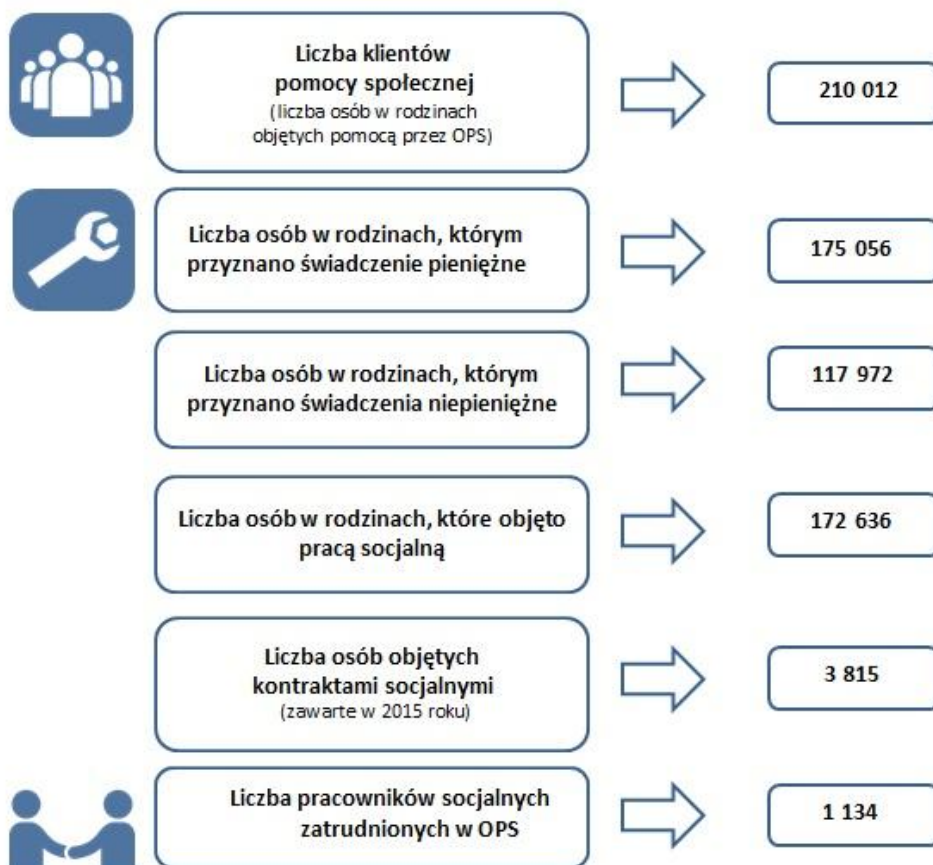 Liczba klientów
pomocy społecznej
(liczba osób w rodzinach
objętych pomocą przez OPS)
210 012
Liczba osób w rodzinach, którym
przyznano świadczenie pieniężne
175 056
Liczba osób w rodzinach, którym
przyznano świadczenia niepieniężne
117 972
Liczba osób w rodzinach, które objęto
pracą socjalną
172 636
Liczba osób objętych
kontraktami socjalnymi
(zawarte w 2015 roku)
3 815
Liczba pracowników socjalnych
zatrudnionych w OPS
1 134